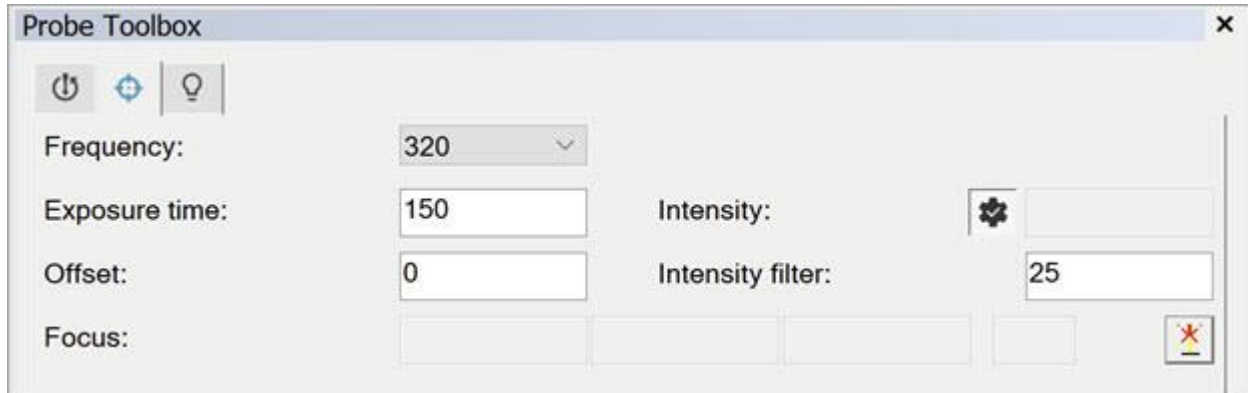 Probe Toolbox
Frequency: 320
Exposure time: 150 Intensity:
Offset: 0 Intensity filter: 25
Focus: